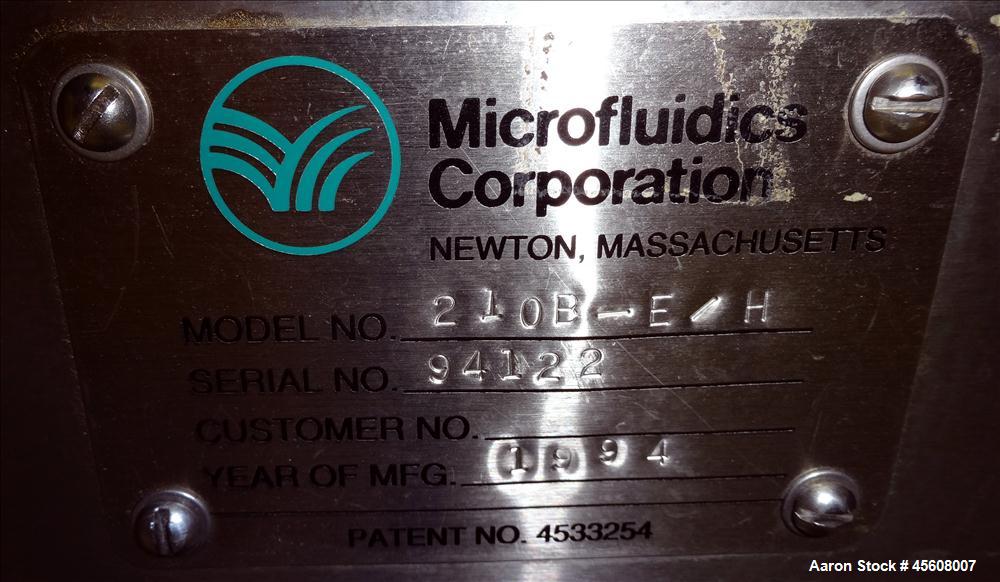 Microfluidics
Corporation
NEWTON, MASSACHUSETTS
MODEL NO. 210B-E/H
SERIAL NO. 94122
CUSTOMER NO.
YEAR OF MFG. 1994
PATENT NO. 4533254
Aaron Stock # 45608007